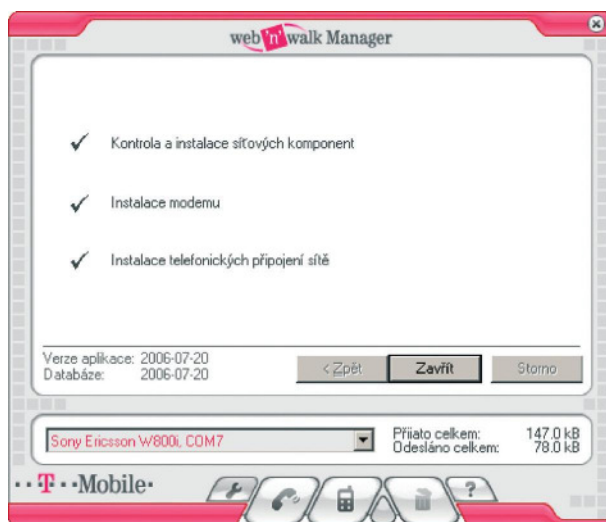 web'n'walk Manager
Kontrola a instalace síťových komponent
Instalace modemu
Instalace telefonických připojení sítě
Verze aplikace: 2006-07-20
Databáze: 2006-07-20
< Zpět
Zavřít
Storno
Sony Ericsson W800i, COM7
Přijato celkem: 147.0 kB
Odesláno celkem: 78.0 kB
··T··Mobile·
?